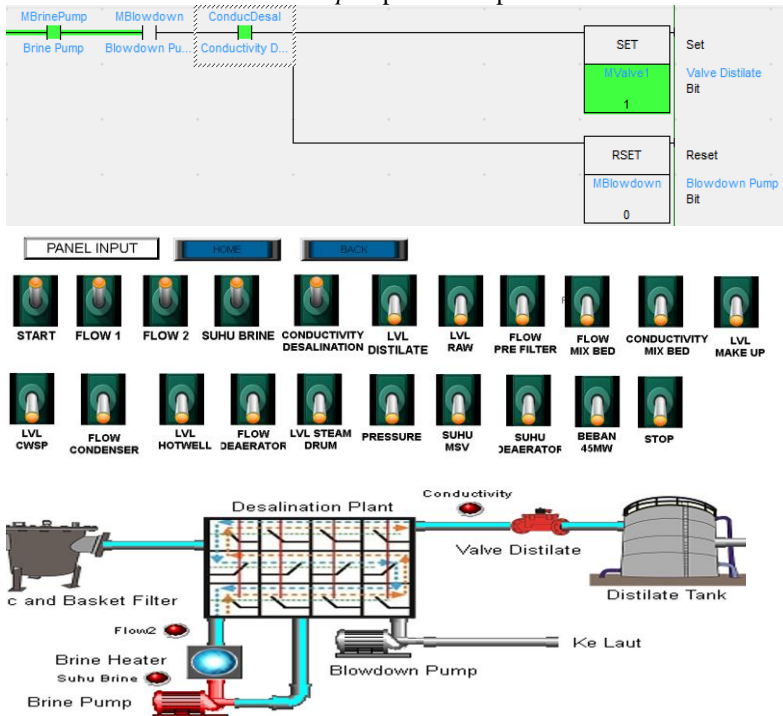 MBrinePump MBlowdown ConducDesal
Brine Pump Blowdown Pu... Conductivity D...
SET Set
MValve1 Valve Distilate
Bit
1
RSET Reset
MBlowdown Blowdown Pump
Bit
0
PANEL INPUT HOME BACK
START FLOW 1 FLOW 2 SUHU BRINE CONDUCTIVITY DESALINATION LVL DISTILATE LVL RAW FLOW PRE FILTER FLOW MIX BED CONDUCTIVITY MIX BED LVL MAKE UP
LVL CWSP FLOW CONDENSER LVL HOTWELL FLOW DEAERATOR LVL STEAM DRUM PRESSURE SUHU MSV SUHU DEAERATOR BEBAN 45MW STOP
Desalination Plant
Conductivity
Valve Distilate
c and Basket Filter
Distilate Tank
Flow2
Ke Laut
Brine Heater
Blowdown Pump
Suhu Brine
Brine Pump